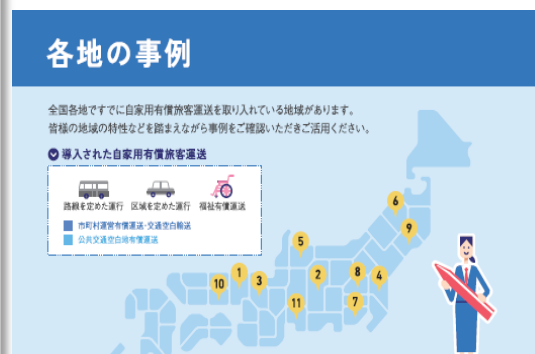 各地の事例
全国各地ですでに自家用有償旅客運送を取り入れている地域があります。
皆様の地域の特性などを踏まえながら事例をご確認いただきご活用ください。
導入された自家用有償旅客運送
路線を定めた運行 区域を定めた運行 福祉有償運送
市町村運営有償運送・交通空白輸送
公共交通空白地有償運送
6
9
5
1
10
3
2
8
4
11
7